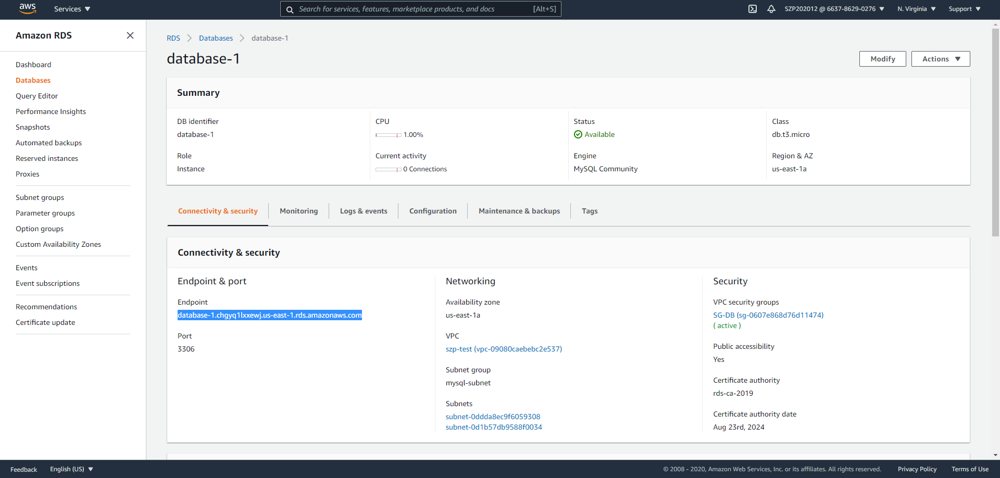 aws
Services
Search for services, features, marketplace products, and docs
[Alt+S]
SZP202012 @ 6637-8629-0276
N. Virginia
Support
Amazon RDS
Dashboard
Databases
Query Editor
Performance Insights
Snapshots
Automated backups
Reserved instances
Proxies
Subnet groups
Parameter groups
Option groups
Custom Availability Zones
Events
Event subscriptions
Recommendations
Certificate update
RDS
Databases
database-1
database-1
Modify
Actions
Summary
DB identifier
database-1
CPU
1.00%
Status
Available
Class
db.t3.micro
Role
Instance
Current activity
0 Connections
Engine
MySQL Community
Region & AZ
us-east-1a
Connectivity & security
Monitoring
Logs & events
Configuration
Maintenance & backups
Tags
Connectivity & security
Endpoint & port
Endpoint
database-1.chgyq1lxxewj.us-east-1.rds.amazonaws.com
Port
3306
Networking
Availability zone
us-east-1a
VPC
szp-test (vpc-09080caebebc2e537)
Subnet group
mysql-subnet
Subnets
subnet-0ddda8ec9f6059308
subnet-0d1b57db9588f0034
Security
VPC security groups
SG-DB (sg-0607e868d76d11474)
( active )
Public accessibility
Yes
Certificate authority
rds-ca-2019
Certificate authority date
Aug 23rd, 2024
Feedback
English (US)
© 2008 - 2020, Amazon Web Services, Inc. or its affiliates. All rights reserved.
Privacy Policy
Terms of Use